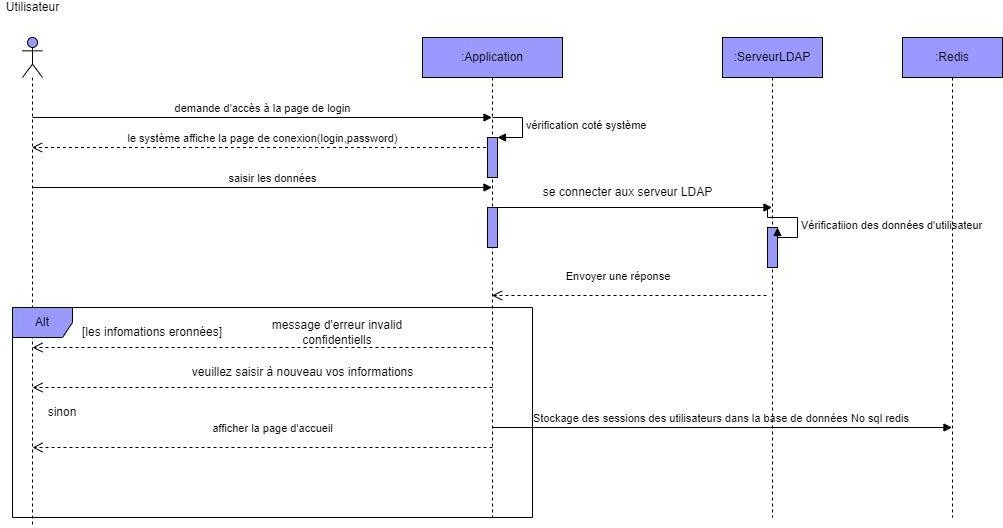 Utilisateur
:Application
:ServeurLDAP
:Redis
demande d'accès à la page de login
vérification coté système
le système affiche la page de conexion(login,password)
saisir les données
se connecter aux serveur LDAP
Vérificatiion des données d'utilisateur
Envoyer une réponse
Alt
[les infomations eronnées]
message d'erreur invalid
confidentiells
veuillez saisir à nouveau vos informations
sinon
Stockage des sessions des utilisateurs dans la base de données No sql redis
afficher la page d'accueil